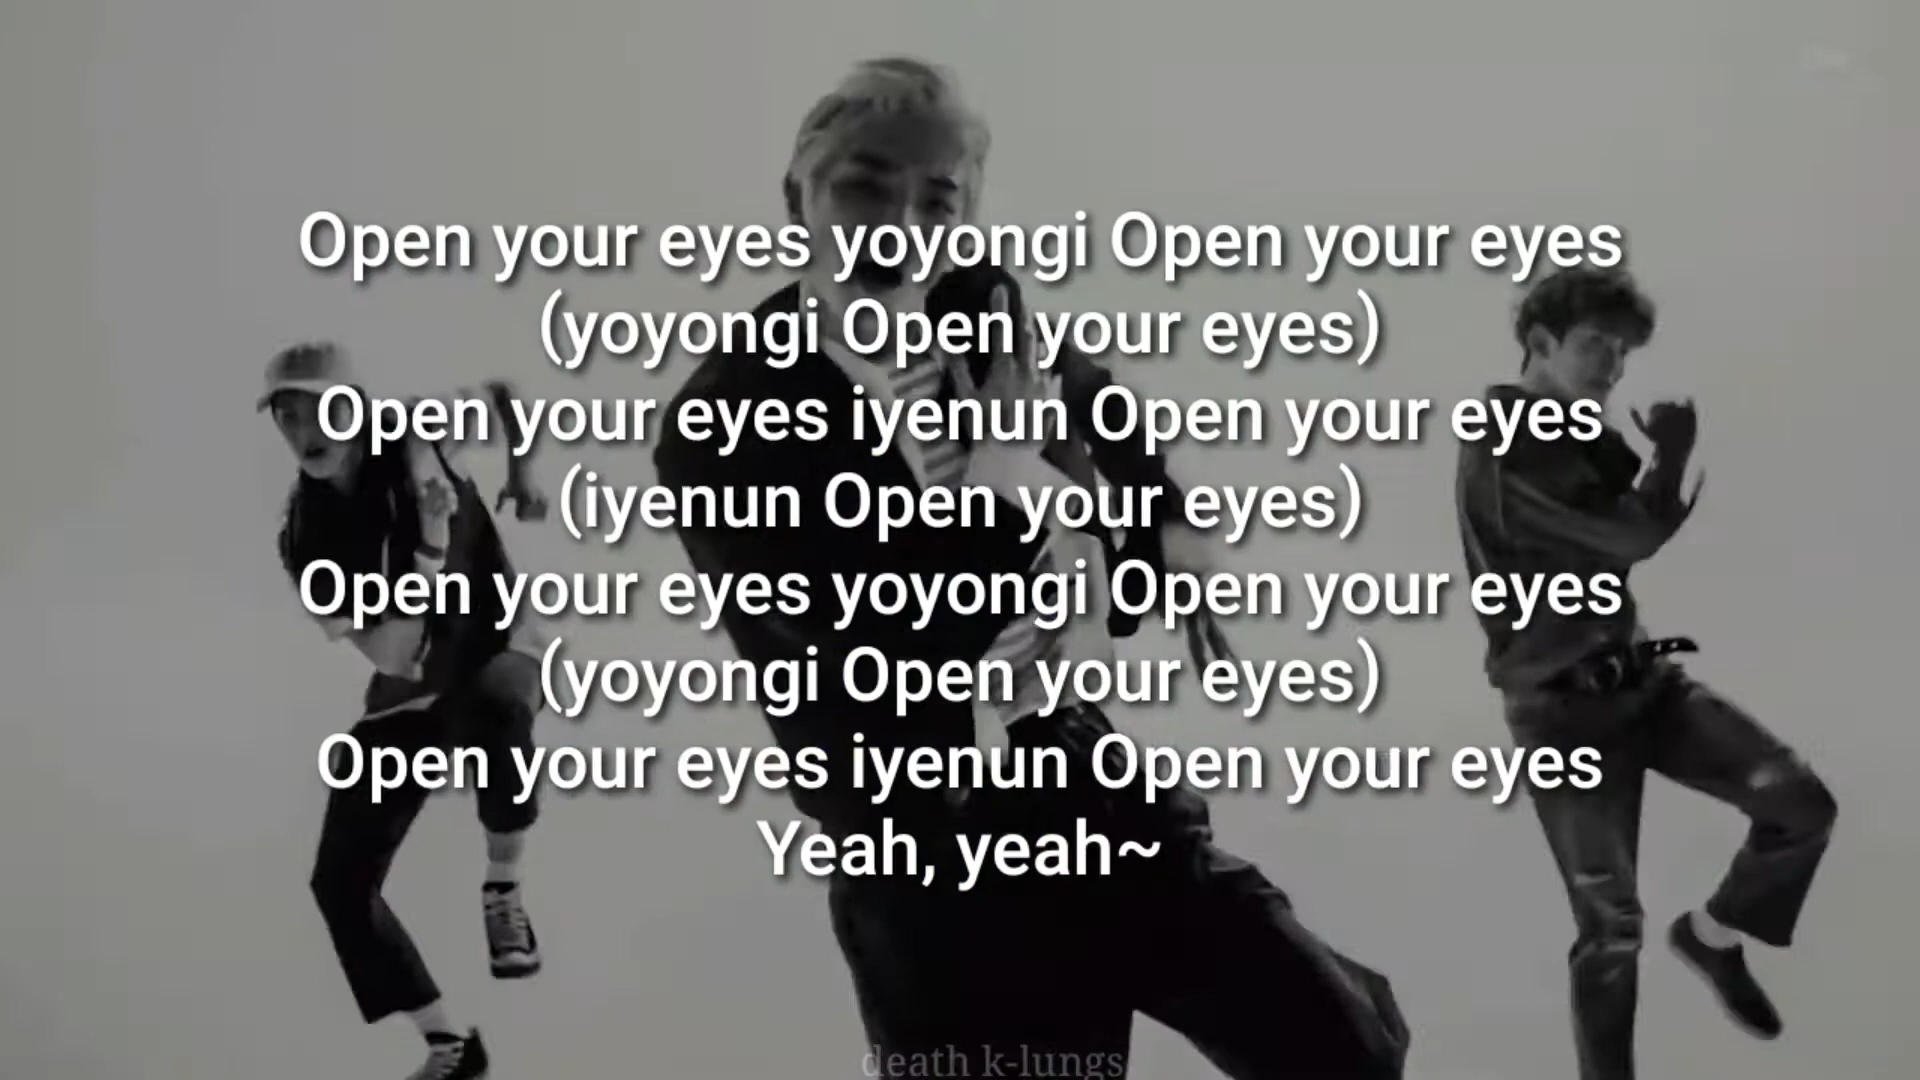 Open your eyes yoyongi Open your eyes
(yoyongi Open your eyes)
Open your eyes iyenun Open your eyes
(iyenun Open your eyes)
Open your eyes yoyongi Open your eyes
(yoyongi Open your eyes)
Open your eyes iyenun Open your eyes
Yeah, yeah~
death k-lungs